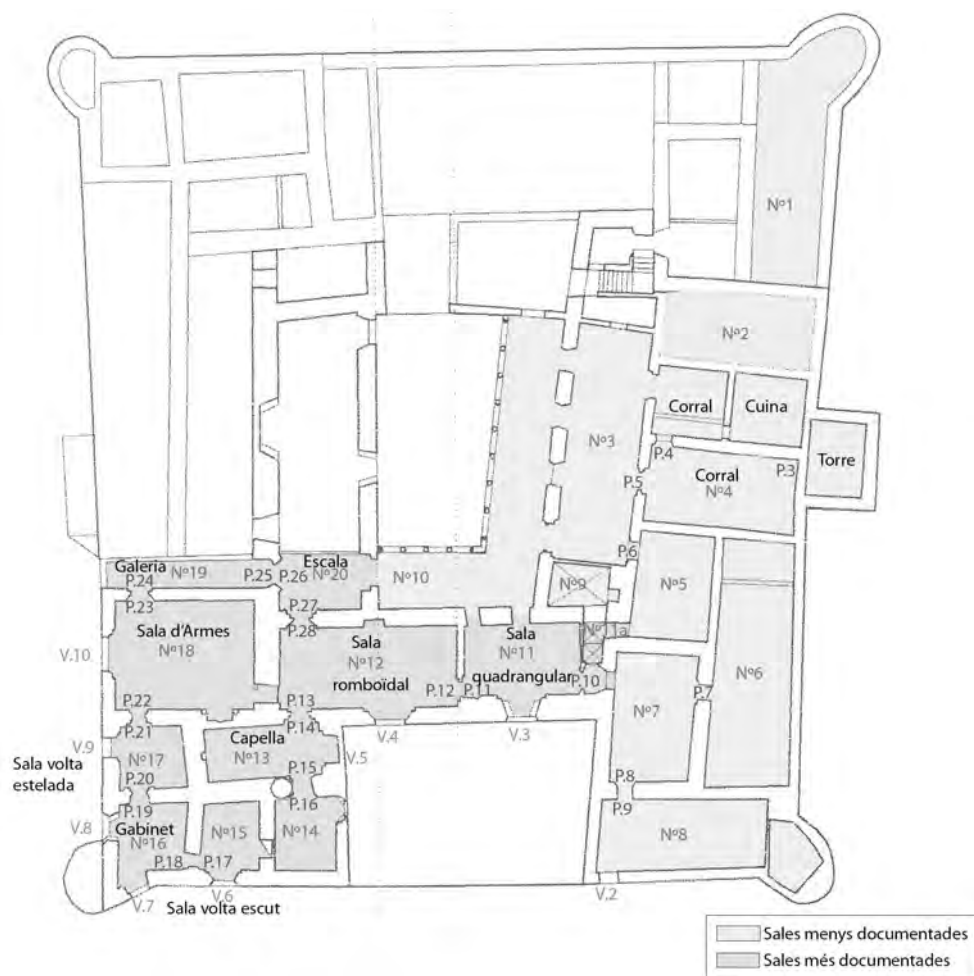 Nº1
Nº2
Corral
Cuina
Nº3
P.4
P.3
Torre
Corral
Nº4
P.5
P.6
Galeria
Nº19
P.24
P.25
P.26
Escala
Nº20
Nº10
Nº9
Nº5
P.23
P.27
P.28
Sala d'Armes
Nº18
Sala
Nº12
romboïdal
Sala
Nº11
quadrangular
V.10
P.22
P.13
P.12
P.11
P.10
Nº7
P.7
Nº6
P.21
P.14
V.4
V.3
V.9
Sala volta
estelada
Nº17
Capella
Nº13
V.5
P.20
P.15
P.8
P.19
P.16
P.9
V.8
Gabinet
Nº16
Nº15
Nº14
Nº8
P.18
P.17
V.7
V.6
V.2
Sala volta escut
Sales menys documentades
Sales més documentades